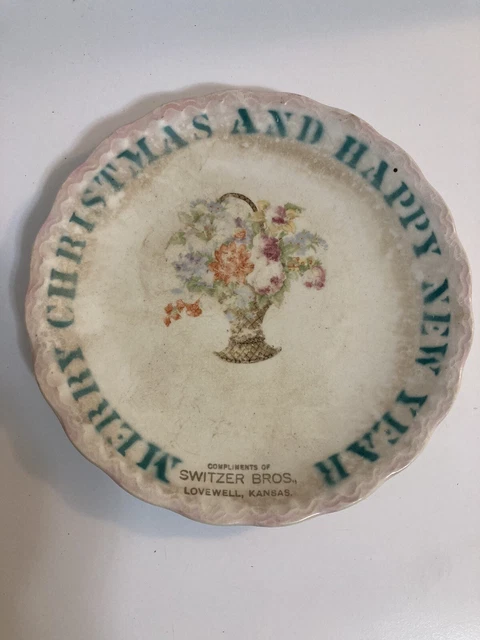 MERRY CHRISTMAS AND HAPPY NEW YEAR
COMPLIMENTS OF
SWITZER BROS.,
LOVEWELL, KANSAS.